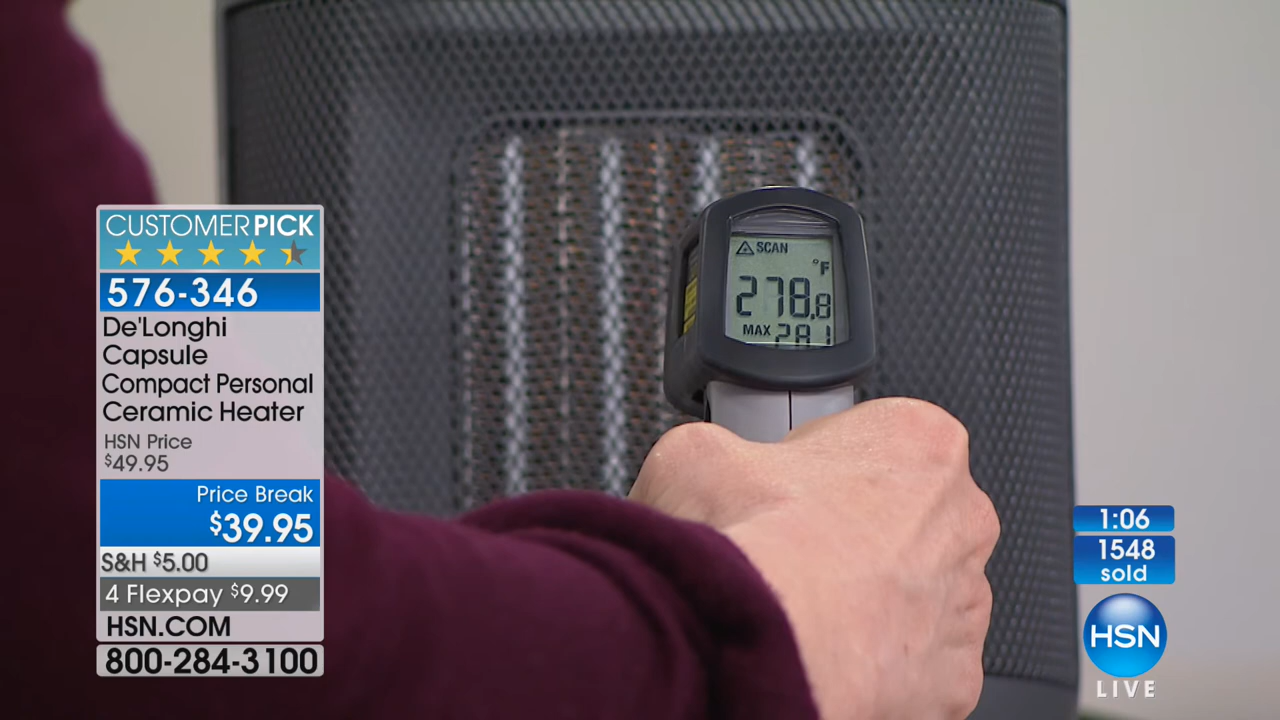 CUSTOMER PICK
576-346
De'Longhi
Capsule
Compact Personal
Ceramic Heater
HSN Price
$49.95
Price Break
$39.95
S&H $5.00
4 Flexpay $9.99
HSN.COM
800-284-3100
SCAN
°F
278.8
MAX 281
1:06
1548
sold
HSN
LIVE